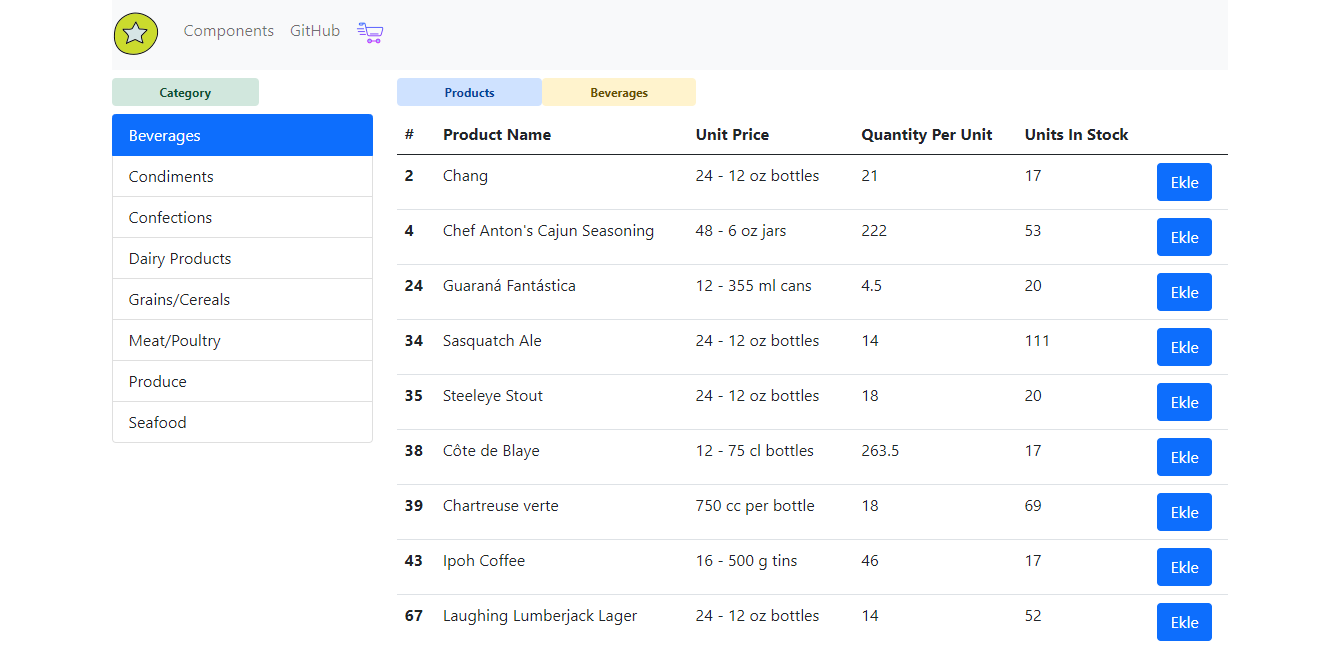 Components GitHub
Category
Beverages
Condiments
Confections
Dairy Products
Grains/Cereals
Meat/Poultry
Produce
Seafood
Products Beverages
# Product Name Unit Price Quantity Per Unit Units In Stock
2 Chang 24 - 12 oz bottles 21 17 Ekle
4 Chef Anton's Cajun Seasoning 48 - 6 oz jars 222 53 Ekle
24 Guaraná Fantástica 12 - 355 ml cans 4.5 20 Ekle
34 Sasquatch Ale 24 - 12 oz bottles 14 111 Ekle
35 Steeleye Stout 24 - 12 oz bottles 18 20 Ekle
38 Côte de Blaye 12 - 75 cl bottles 263.5 17 Ekle
39 Chartreuse verte 750 cc per bottle 18 69 Ekle
43 Ipoh Coffee 16 - 500 g tins 46 17 Ekle
67 Laughing Lumberjack Lager 24 - 12 oz bottles 14 52 Ekle